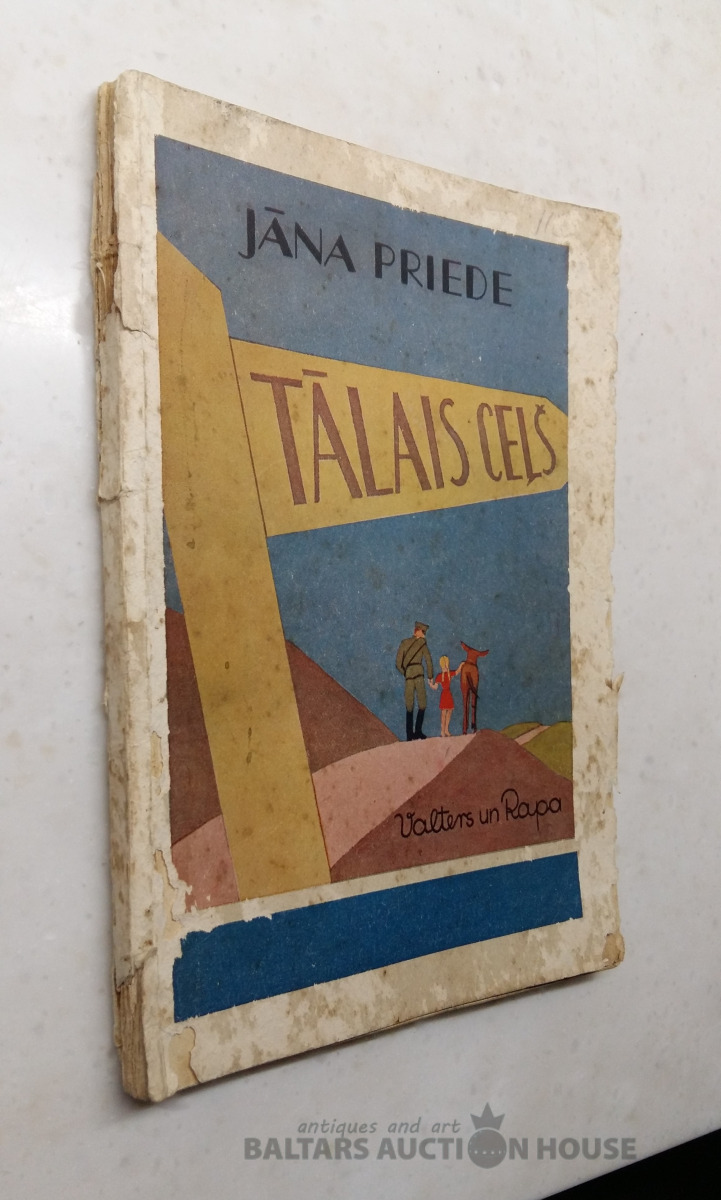 JĀNA PRIEDE
TĀLAIS CEĻŠ
Valters un Rapa
antiques and art
BALTARS AUCTION HOUSE